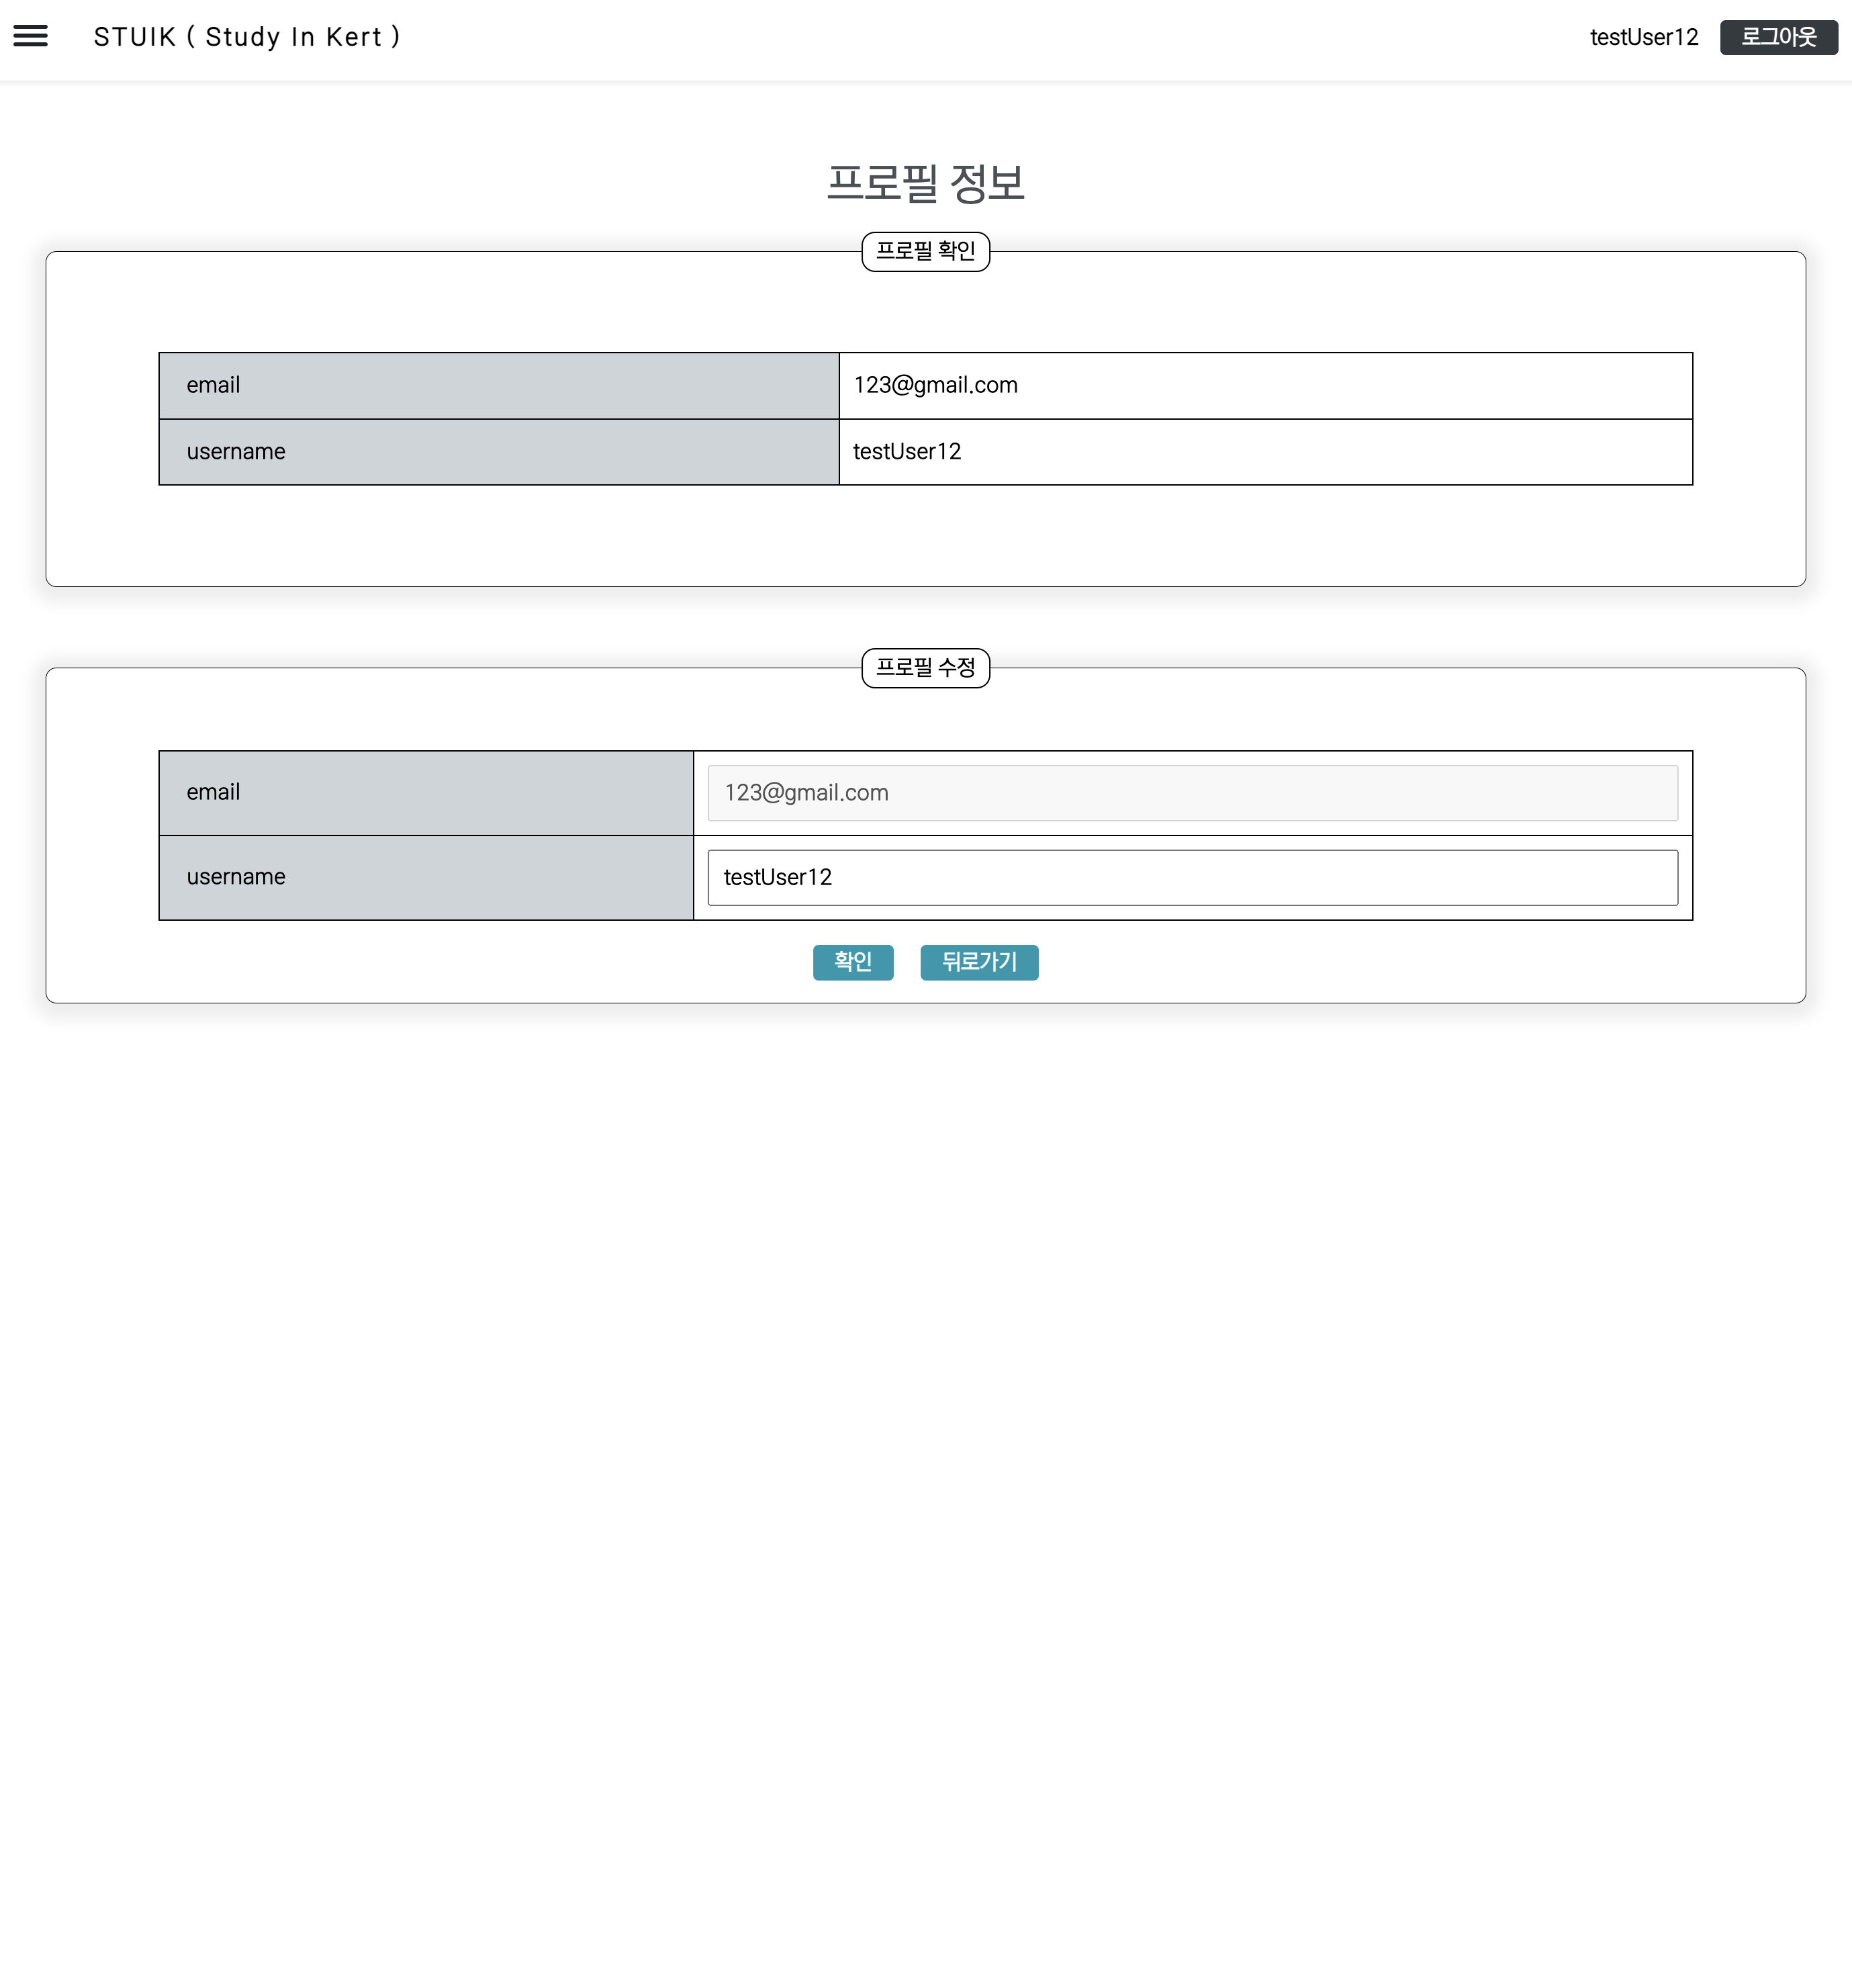 STUIK ( Study In Kert )
testUser12
로그아웃
프로필 정보
프로필 확인
email
123@gmail.com
username
testUser12
프로필 수정
email
123@gmail.com
username
testUser12
확인
뒤로가기